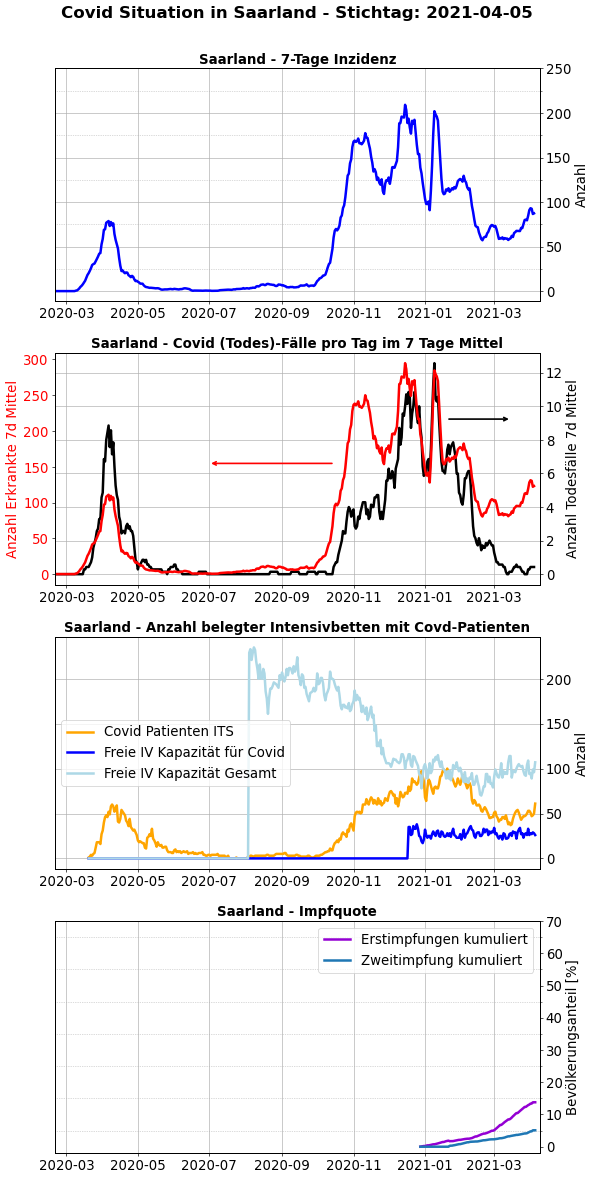 Covid Situation in Saarland - Stichtag: 2021-04-05
Saarland - 7-Tage Inzidenz
250
200
150
100
50
0
Anzahl
2020-03 2020-05 2020-07 2020-09 2020-11 2021-01 2021-03
Saarland - Covid (Todes)-Fälle pro Tag im 7 Tage Mittel
300
250
200
150
100
50
0
Anzahl Erkrankte 7d Mittel
12
10
8
6
4
2
0
Anzahl Todesfälle 7d Mittel
2020-03 2020-05 2020-07 2020-09 2020-11 2021-01 2021-03
Saarland - Anzahl belegter Intensivbetten mit Covd-Patienten
Covid Patienten ITS
Freie IV Kapazität für Covid
Freie IV Kapazität Gesamt
200
150
100
50
0
Anzahl
2020-03 2020-05 2020-07 2020-09 2020-11 2021-01 2021-03
Saarland - Impfquote
Erstimpfungen kumuliert
Zweitimpfung kumuliert
70
60
50
40
30
20
10
0
Bevölkerungsanteil [%]
2020-03 2020-05 2020-07 2020-09 2020-11 2021-01 2021-03